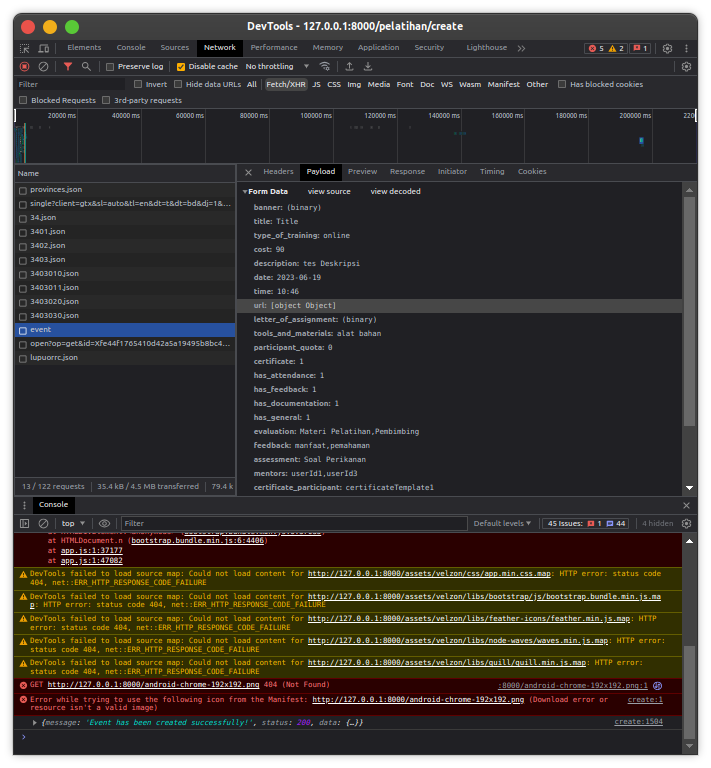 DevTools - 127.0.0.1:8000/pelatihan/create
Elements Console Sources Network Performance Memory Application Security Lighthouse » 5 2 1
Preserve log Disable cache No throttling
Filter Invert Hide data URLs All Fetch/XHR JS CSS Img Media Font Doc WS Wasm Manifest Other Has blocked cookies
Blocked Requests 3rd-party requests
20000 ms 40000 ms 60000 ms 80000 ms 100000 ms 120000 ms 140000 ms 160000 ms 180000 ms 200000 ms 220
Name
Headers Payload Preview Response Initiator Timing Cookies
provinces.json
single?client=gtx&sl=auto&tl=en&dt=t&dt=bd&dj=1&...
34.json
3401.json
3402.json
3403.json
3403010.json
3403011.json
3403020.json
3403030.json
event
open?op=get&id=Xfe44f1765410d42a5a19495b8bc4...
lupuorrc.json
13 / 122 requests 35.4 kB / 4.5 MB transferred 79.4 k
▼Form Data view source view decoded
banner: (binary)
title: Title
type_of_training: online
cost: 90
description: tes Deskripsi
date: 2023-06-19
time: 10:46
url: [object Object]
letter_of_assignment: (binary)
tools_and_materials: alat bahan
participant_quota: 0
certificate: 1
has_attendance: 1
has_feedback: 1
has_documentation: 1
has_general: 1
evaluation: Materi Pelatihan,Pembimbing
feedback: manfaat,pemahaman
assessment: Soal Perikanan
mentors: userId1,userId3
certificate_participant: certificateTemplate1
Console
top Filter Default levels 45 Issues: 1 44 4 hidden
at HTMLDocument.n (bootstrap.bundle.min.js:6:4406)
at app.js:1:37177
at app.js:1:47082
DevTools failed to load source map: Could not load content for http://127.0.0.1:8000/assets/velzon/css/app.min.css.map: HTTP error: status code
404, net::ERR_HTTP_RESPONSE_CODE_FAILURE
DevTools failed to load source map: Could not load content for http://127.0.0.1:8000/assets/velzon/libs/bootstrap/js/bootstrap.bundle.min.js.m
ap: HTTP error: status code 404, net::ERR_HTTP_RESPONSE_CODE_FAILURE
DevTools failed to load source map: Could not load content for http://127.0.0.1:8000/assets/velzon/libs/feather-icons/feather.min.js.map: HTTP
error: status code 404, net::ERR_HTTP_RESPONSE_CODE_FAILURE
DevTools failed to load source map: Could not load content for http://127.0.0.1:8000/assets/velzon/libs/node-waves/waves.min.js.map: HTTP error:
status code 404, net::ERR_HTTP_RESPONSE_CODE_FAILURE
DevTools failed to load source map: Could not load content for http://127.0.0.1:8000/assets/velzon/libs/quill/quill.min.js.map: HTTP error:
status code 404, net::ERR_HTTP_RESPONSE_CODE_FAILURE
GET http://127.0.0.1:8000/android-chrome-192x192.png 404 (Not Found) :8000/android-chrome-192x192.png:1
Error while trying to use the following icon from the Manifest: http://127.0.0.1:8000/android-chrome-192x192.png (Download error or create:1
resource isn't a valid image)
▶ {message: 'Event has been created successfully!', status: 200, data: {…}} create:1504
>